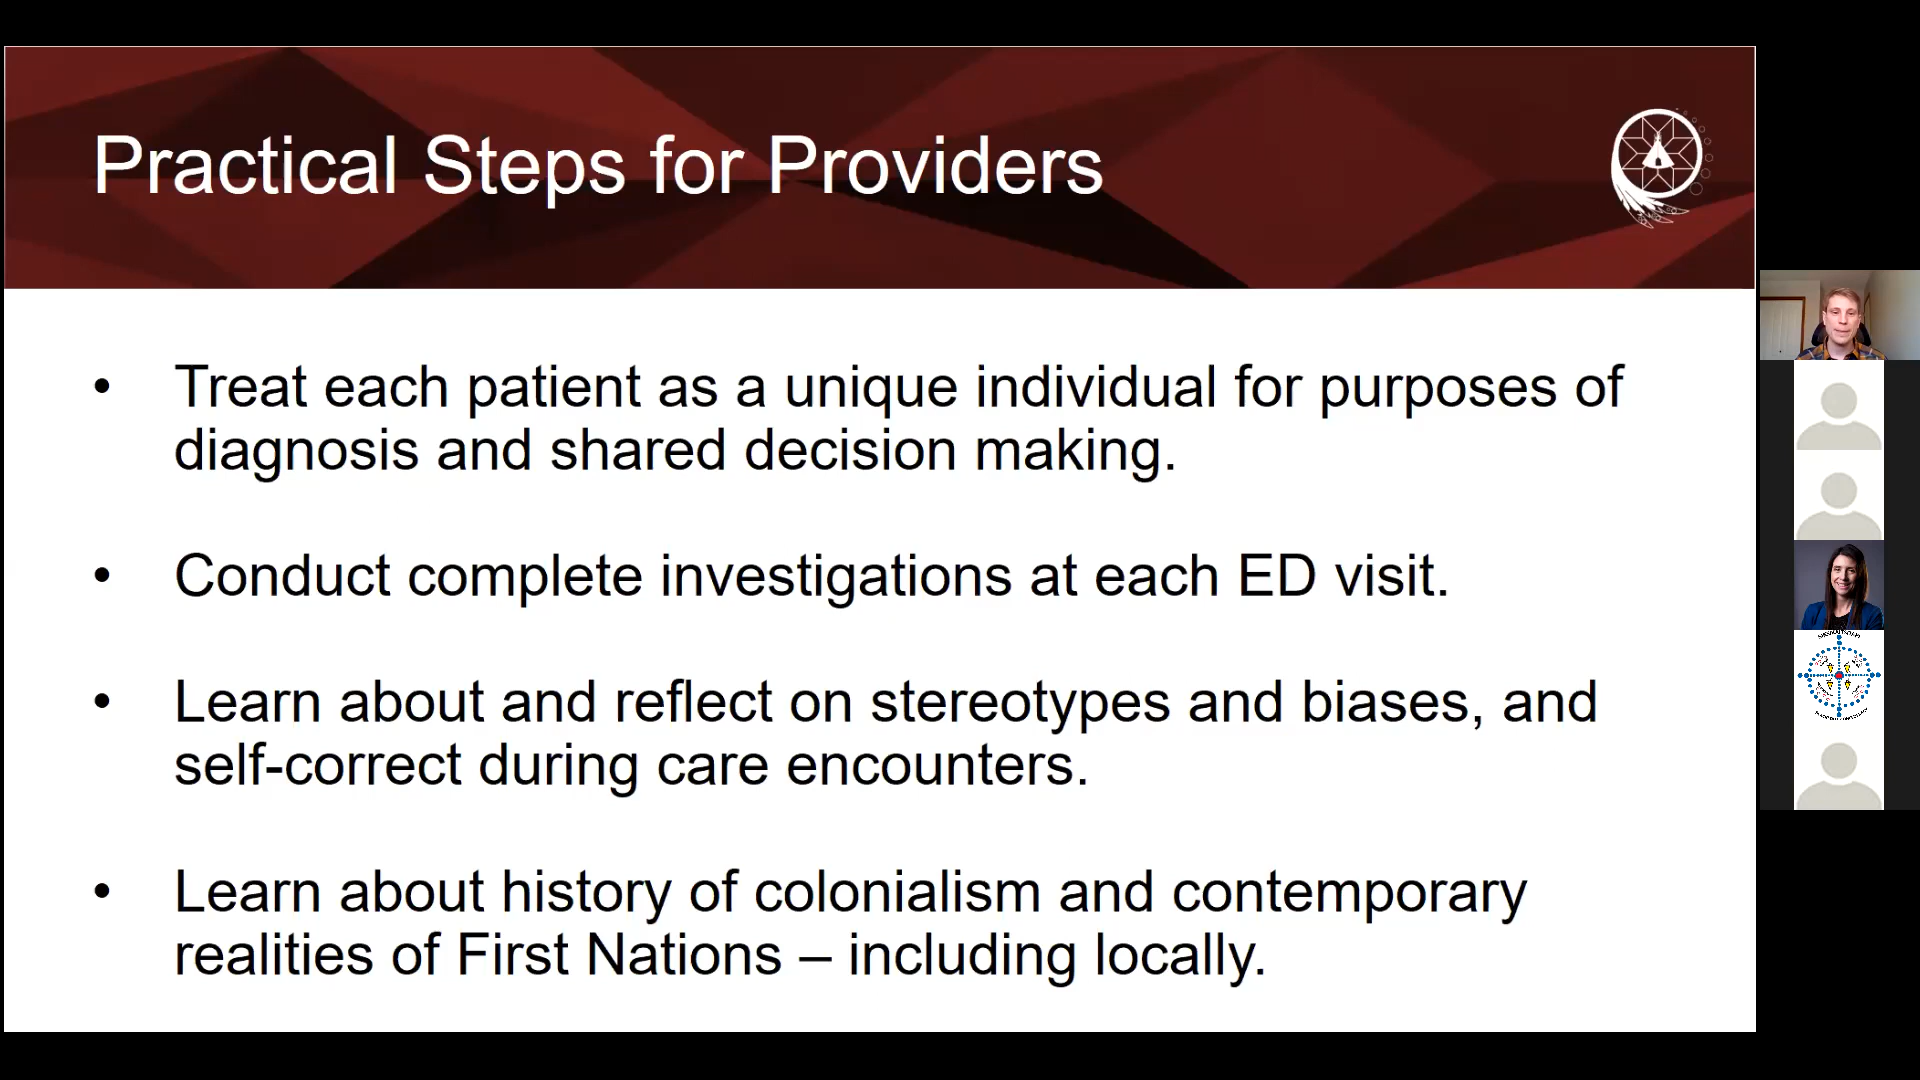 Practical Steps for Providers
• Treat each patient as a unique individual for purposes of
diagnosis and shared decision making.
• Conduct complete investigations at each ED visit.
• Learn about and reflect on stereotypes and biases, and
self-correct during care encounters.
• Learn about history of colonialism and contemporary
realities of First Nations – including locally.